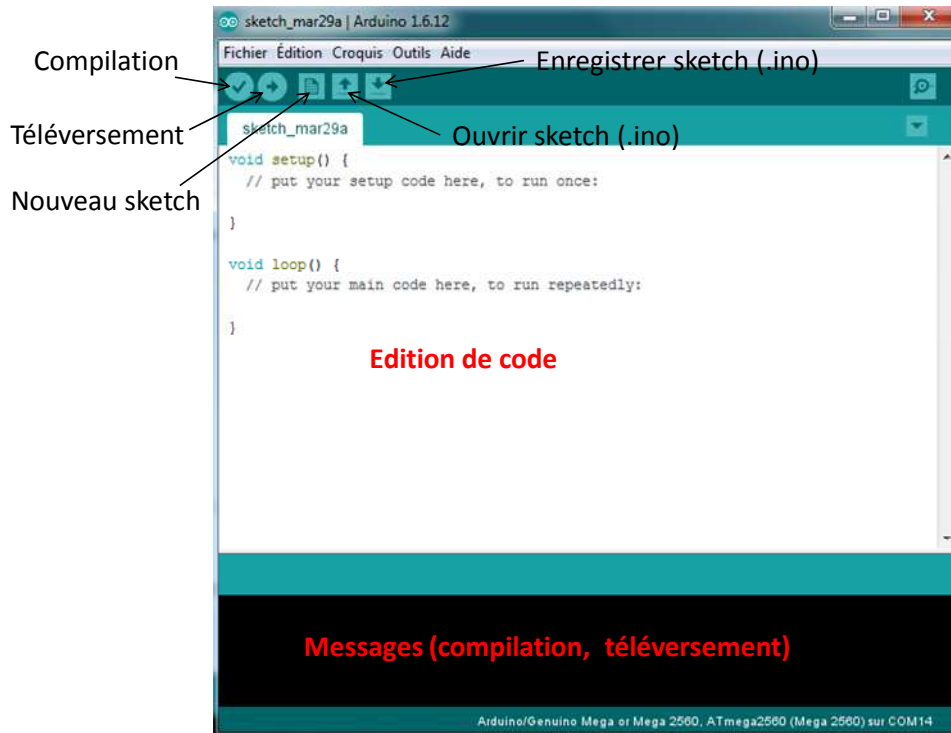 sketch_mar29a | Arduino 1.6.12
Fichier Édition Croquis Outils Aide
Compilation
Enregistrer sketch (.ino)
Téléversement
sketch_mar29a
Ouvrir sketch (.ino)
Nouveau sketch
void setup() {
// put your setup code here, to run once:
}
void loop() {
// put your main code here, to run repeatedly:
}
Edition de code
Messages (compilation, téléversement)
Arduino/Genuino Mega or Mega 2560, ATmega2560 (Mega 2560) sur COM14